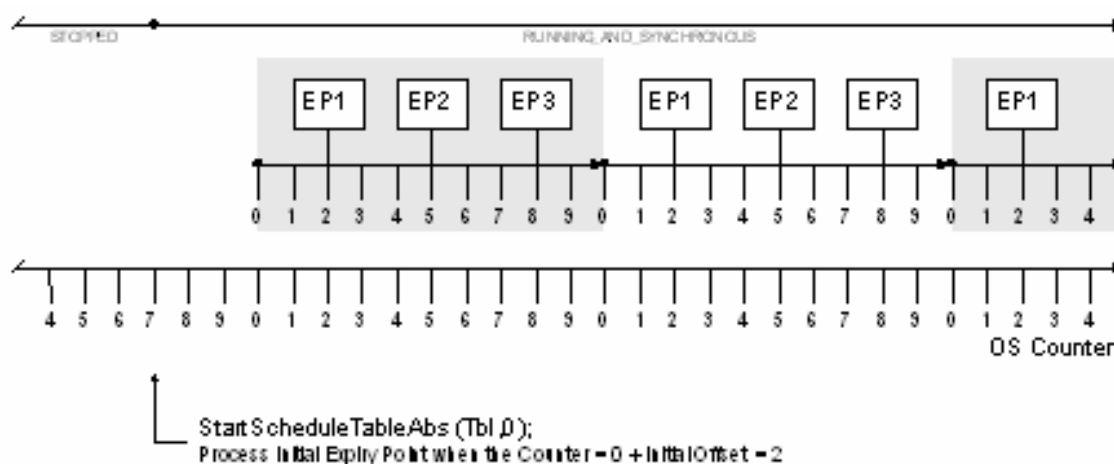 STOPPED RUNNING_AND_SYNCHRONOUS
EP1 EP2 EP3 EP1 EP2 EP3 EP1
0 1 2 3 4 5 6 7 8 9 0 1 2 3 4 5 6 7 8 9 0 1 2 3 4
4 5 6 7 8 9 0 1 2 3 4 5 6 7 8 9 0 1 2 3 4 5 6 7 8 9 0 1 2 3 4
OS Counter
StartScheduleTableAbs (Tbl,0);
Process Initial Expiry Point when the Counter = 0 + InitialOffset = 2